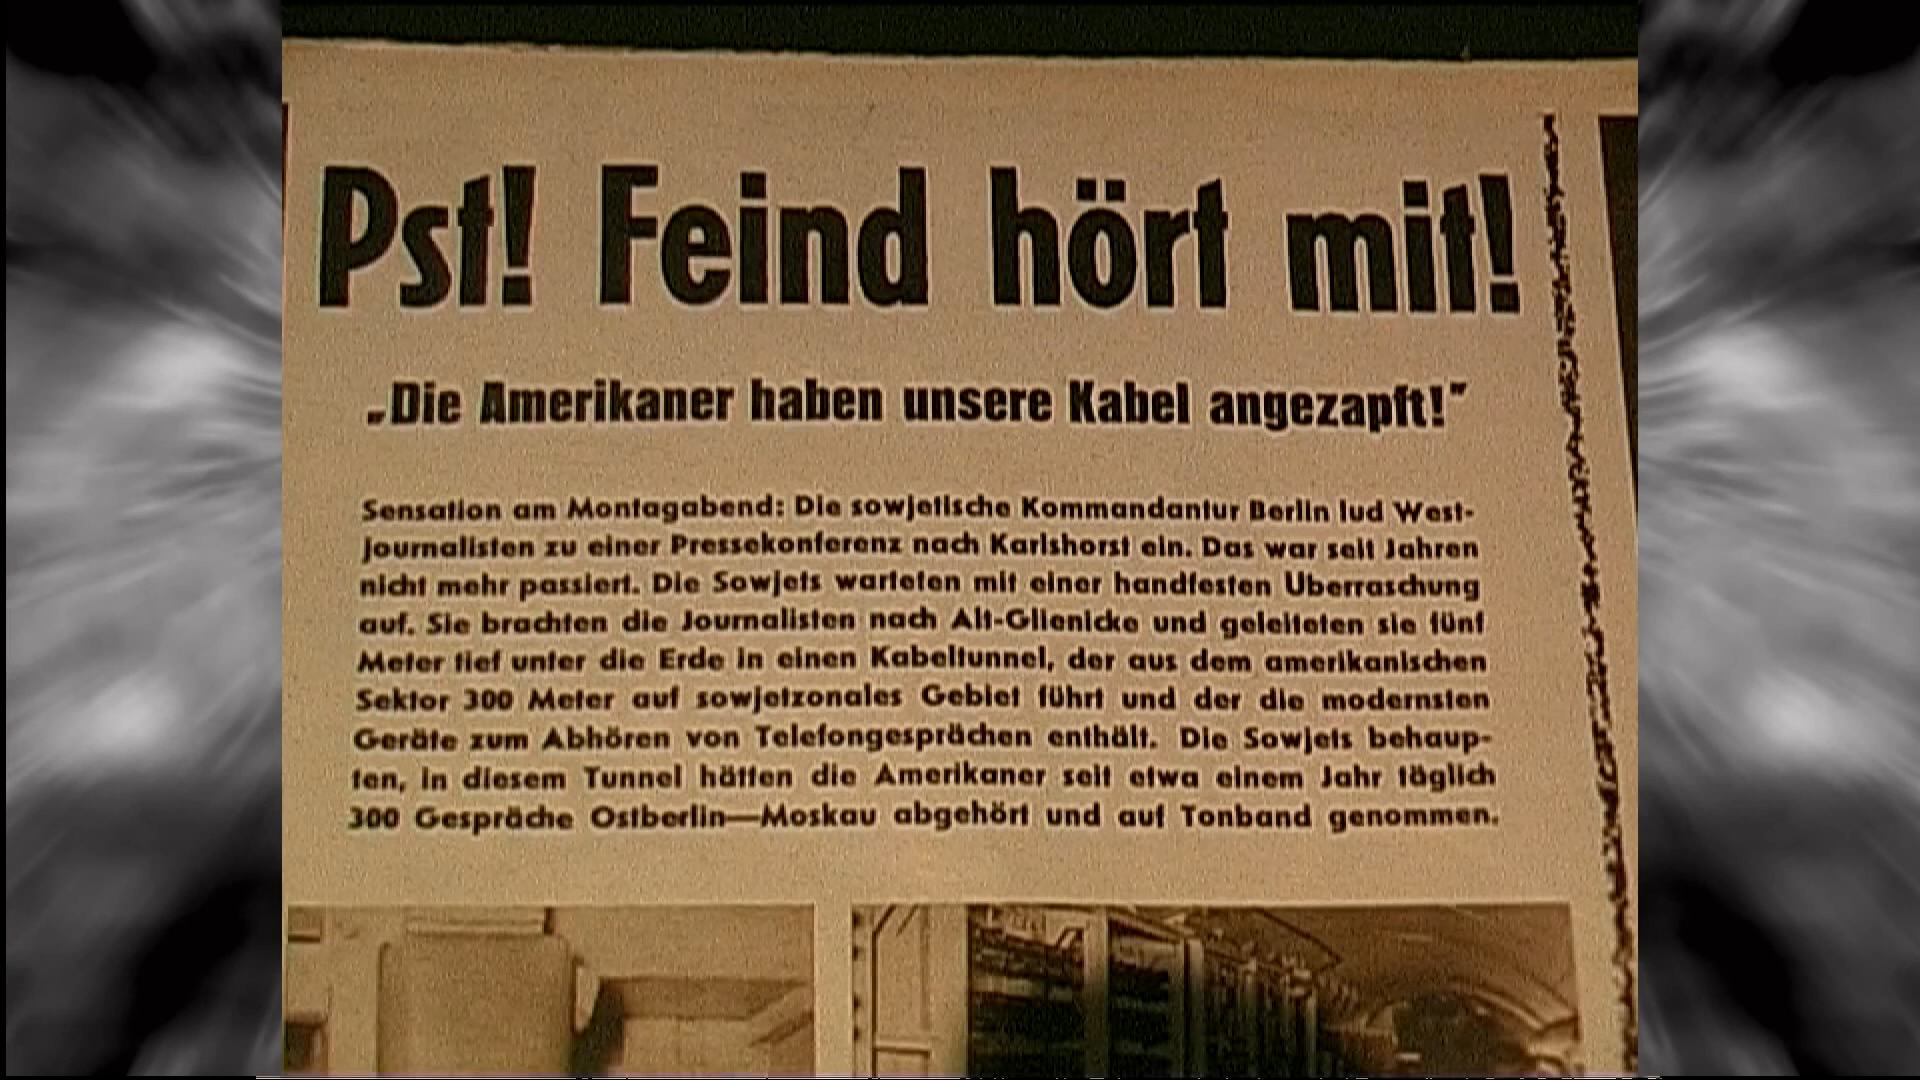 Pst! Feind hört mit!
„Die Amerikaner haben unsere Kabel angezapft!"
Sensation am Montagabend: Die sowjetische Kommandantur Berlin lud West-
journalisten zu einer Pressekonferenz nach Karlshorst ein. Das war seit Jahren
nicht mehr passiert. Die Sowjets warteten mit einer handfesten Uberraschung
auf. Sie brachten die Journalisten nach Alt-Glienicke und geleiteten sie fünf
Meter tief unter die Erde in einen Kabeltunnel, der aus dem amerikanischen
Sektor 300 Meter auf sowjetzonales Gebiet führt und der die modernsten
Geräte zum Abhören von Telefongesprächen enthält. Die Sowjets behaup-
ten, in diesem Tunnel hätten die Amerikaner seit etwa einem Jahr täglich
300 Gespräche Ostberlin—Moskau abgehört und auf Tonband genommen.